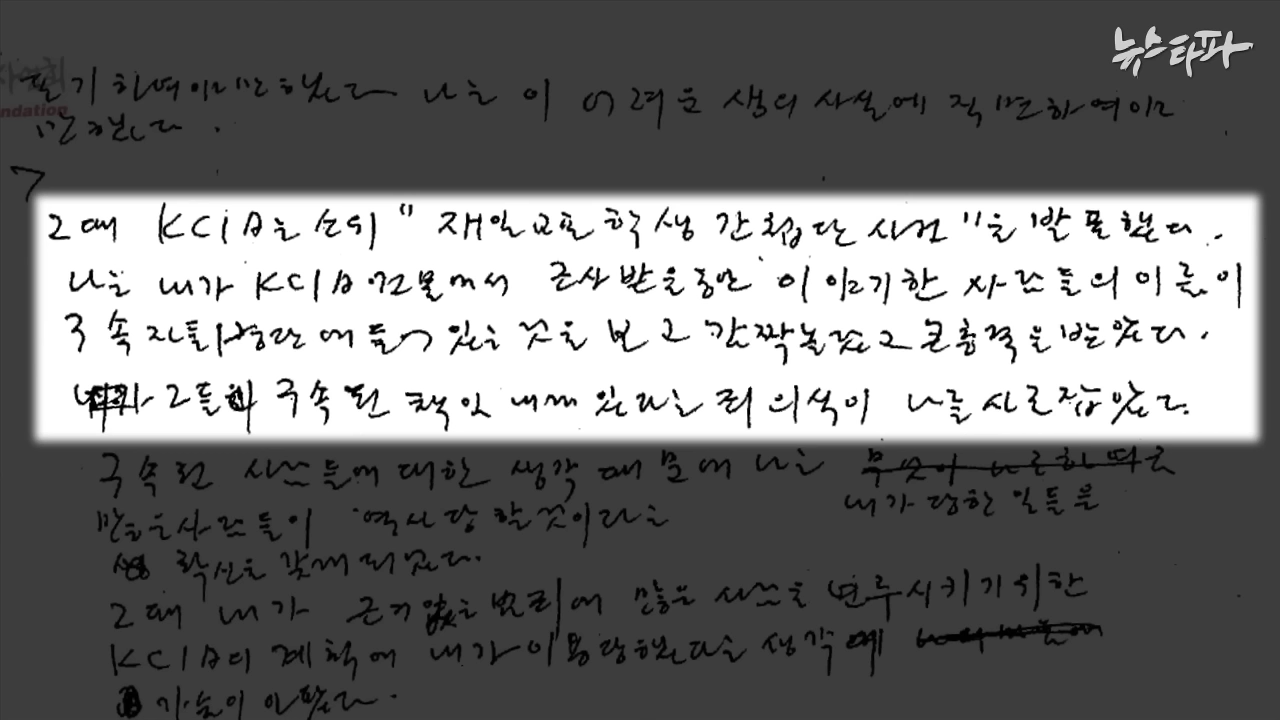 뉴스타파
ndation
포기하여야만 했다 나는 이 어려운 생의 사실에 직면하여야
만 했다.
7
그때 KCIA는 소위 "재일교포 학생 간첩단 사건"을 발표했다.
나는 내가 KCIA 건물에서 조사 받을동안 이야기한 사람들의 이름이
구속자들 명단에 들어 있는 것을 보고 깜짝놀랐고 큰충격을 받았다.
그들이 구속된 책임 내게 있다라는 죄의식이 나를 사로잡았다.
구속된 사람들에 대한 생각 때문에 나는
내가 당한 일들을
많은사람들이 역시 당할것이라는
확신을 갖게 되었다.
그때 내가 근거없는 범죄에 많은 사람을 연루시키기위한
KCIA의 계획에 내가 이용당했다는 생각에
가슴이 아팠다.